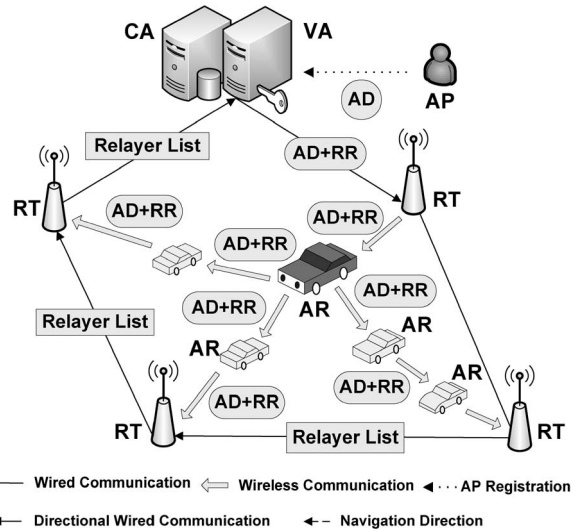 CA VA
AD
AP
Relayer List
AD+RR
RT
AD+RR
AD+RR
RT
AD+RR
AD+RR
AD+RR
AR
Relayer List
AR
AR
AD+RR
AR
AD+RR
RT
Relayer List
RT
Wired Communication
Wireless Communication
AP Registration
Directional Wired Communication
Navigation Direction